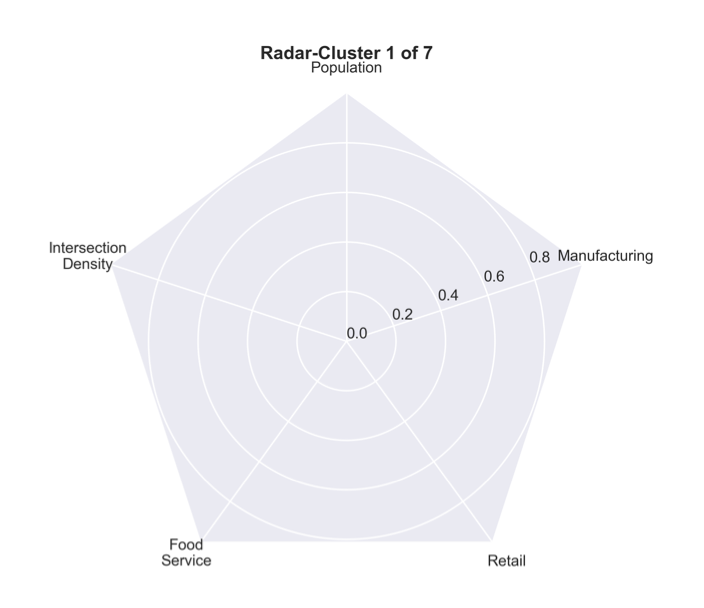 Radar-Cluster 1 of 7
Population
Intersection
Density
0.8 Manufacturing
0.6
0.4
0.2
0.0
Food
Service
Retail